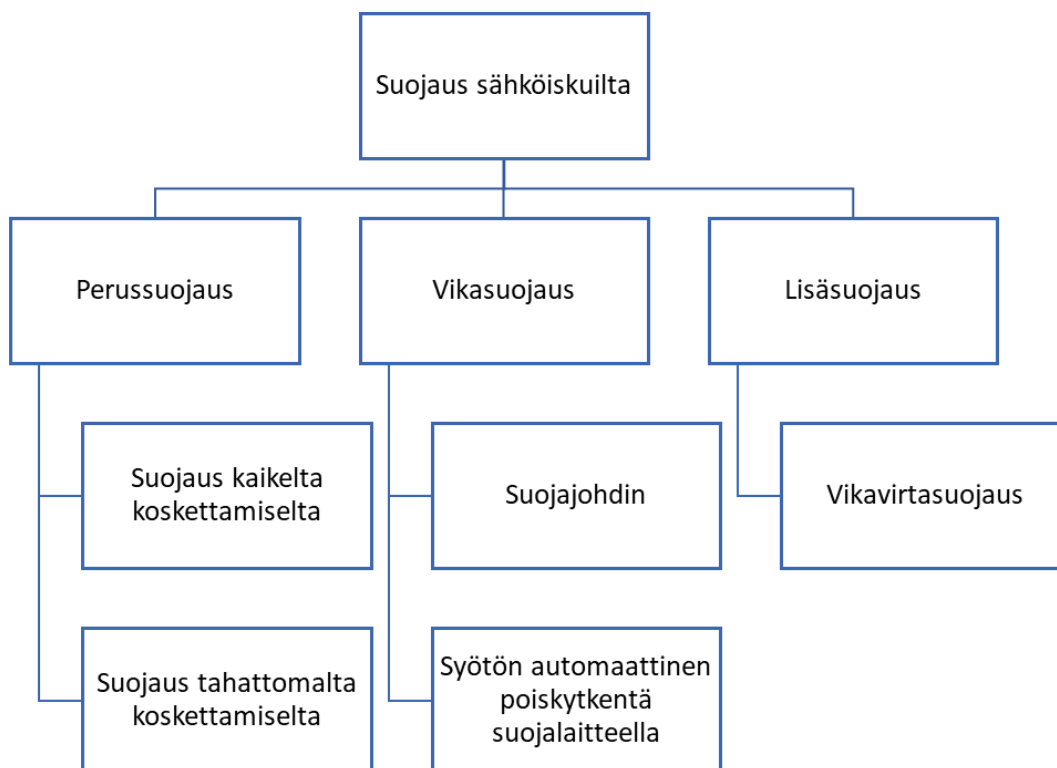 Suojaus sähköiskuilta
Perussuojaus
Vikasuojaus
Lisäsuojaus
Suojaus kaikelta
koskettamiselta
Suojajohdin
Vikavirtasuojaus
Suojaus tahattomalta
koskettamiselta
Syötön automaattinen
poiskytkentä
suojalaitteella